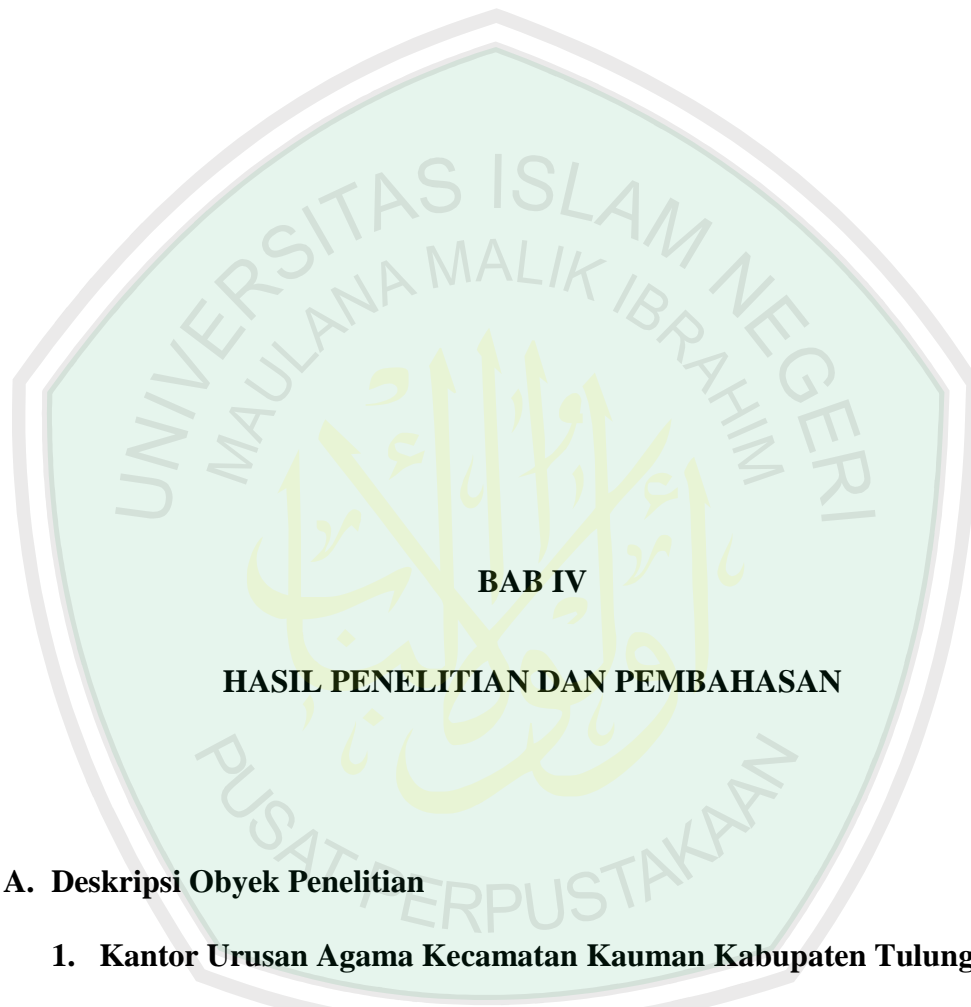 UNIVERSITAS ISLAM NEGERI
MAULANA MALIK IBRAHIM
BAB IV
HASIL PENELITIAN DAN PEMBAHASAN
PUSAT PERPUSTAKAAN
A. Deskripsi Obyek Penelitian
1. Kantor Urusan Agama Kecamatan Kauman Kabupaten Tulung